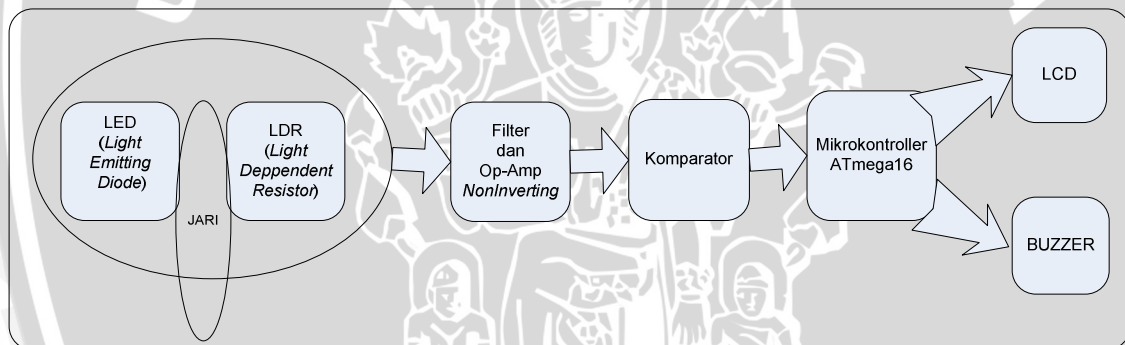 LED
(Light
Emitting
Diode)
JARI
LDR
(Light
Deppendent
Resistor)
Filter
dan
Op-Amp
NonInverting
Komparator
Mikrokontroller
ATmega16
LCD
BUZZER